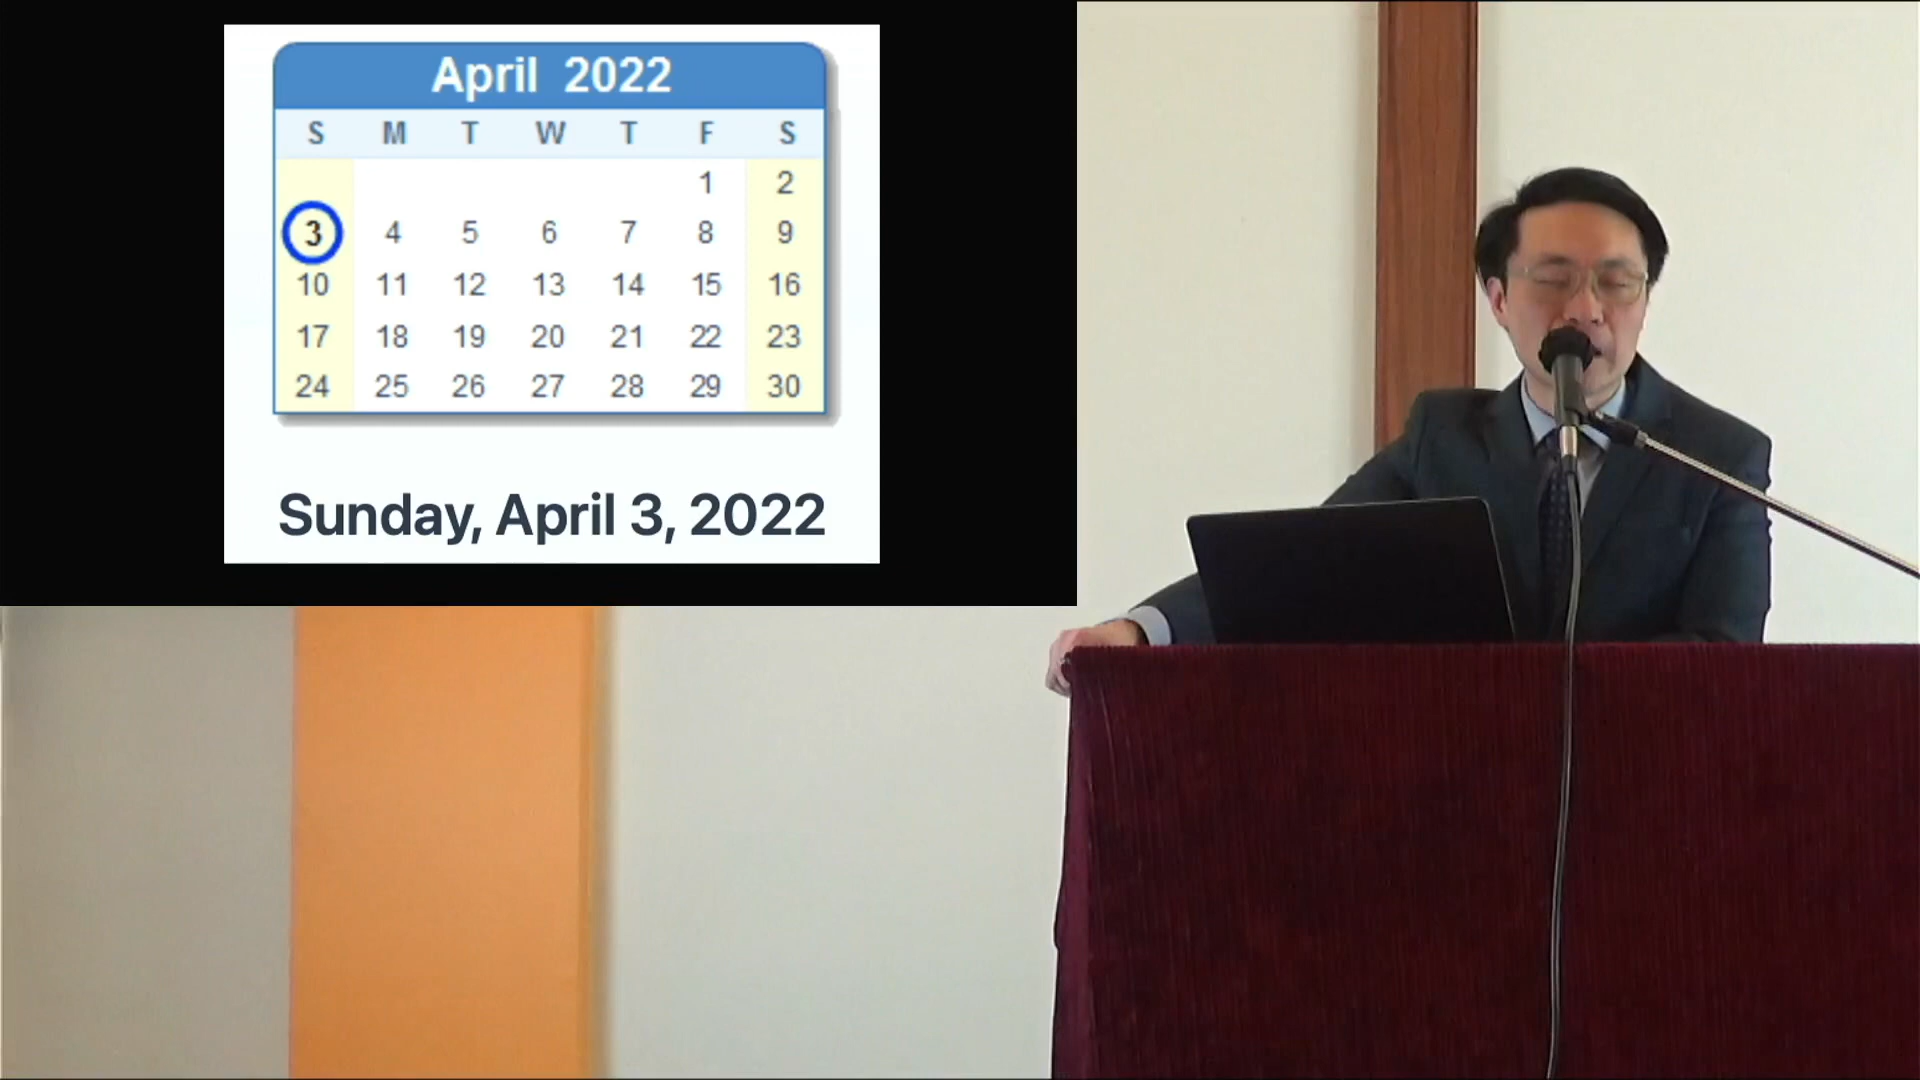 April 2022
S M T W T F S
1 2
3 4 5 6 7 8 9
10 11 12 13 14 15 16
17 18 19 20 21 22 23
24 25 26 27 28 29 30
Sunday, April 3, 2022